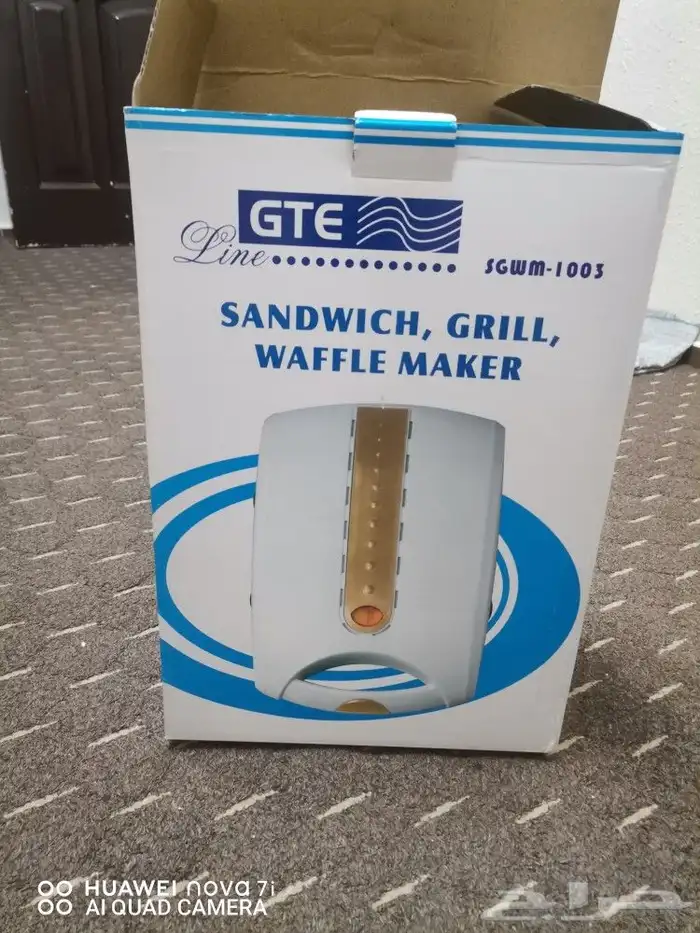 GTE
Line
SGWM-1003
SANDWICH, GRILL,
WAFFLE MAKER
HUAWEI nova 7i
AI QUAD CAMERA
حراج